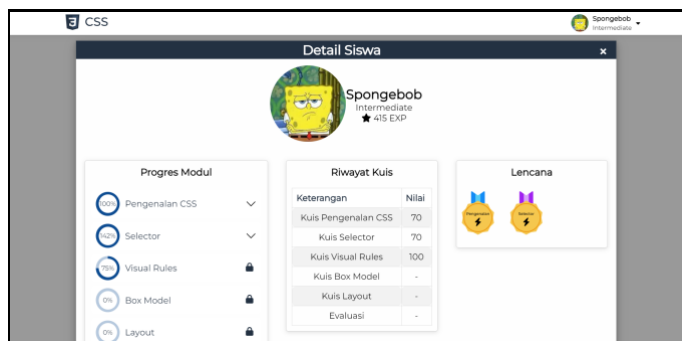 CSS
Spongebob
Intermediate
Detail Siswa
×
Spongebob
Intermediate
★ 415 EXP
Progres Modul
100% Pengenalan CSS
142% Selector
75% Visual Rules
0% Box Model
0% Layout
Riwayat Kuis
Keterangan Nilai
Kuis Pengenalan CSS 70
Kuis Selector 70
Kuis Visual Rules 100
Kuis Box Model -
Kuis Layout -
Evaluasi -
Lencana
Pengenalan
Selector